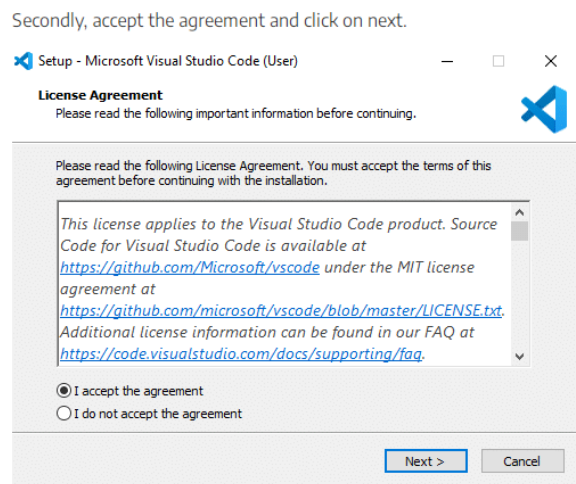 Secondly, accept the agreement and click on next.
Setup - Microsoft Visual Studio Code (User)
License Agreement
Please read the following important information before continuing.
Please read the following License Agreement. You must accept the terms of this
agreement before continuing with the installation.
This license applies to the Visual Studio Code product. Source
Code for Visual Studio Code is available at
https://github.com/Microsoft/vscode under the MIT license
agreement at
https://github.com/microsoft/vscode/blob/master/LICENSE.txt.
Additional license information can be found in our FAQ at
https://code.visualstudio.com/docs/supporting/faq.
I accept the agreement
I do not accept the agreement
Next >
Cancel